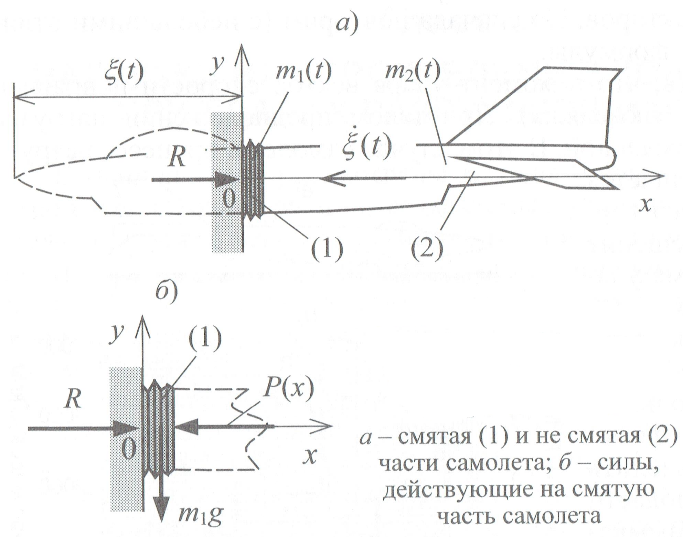 а)
ξ(t)
y
m₁(t)
m₂(t)
R
ξ̇(t)
0
x
(1)
(2)
б)
y
(1)
R
P(x)
0
x
m₁g
а – смятая (1) и не смятая (2)
части самолета; б – силы,
действующие на смятую
часть самолета